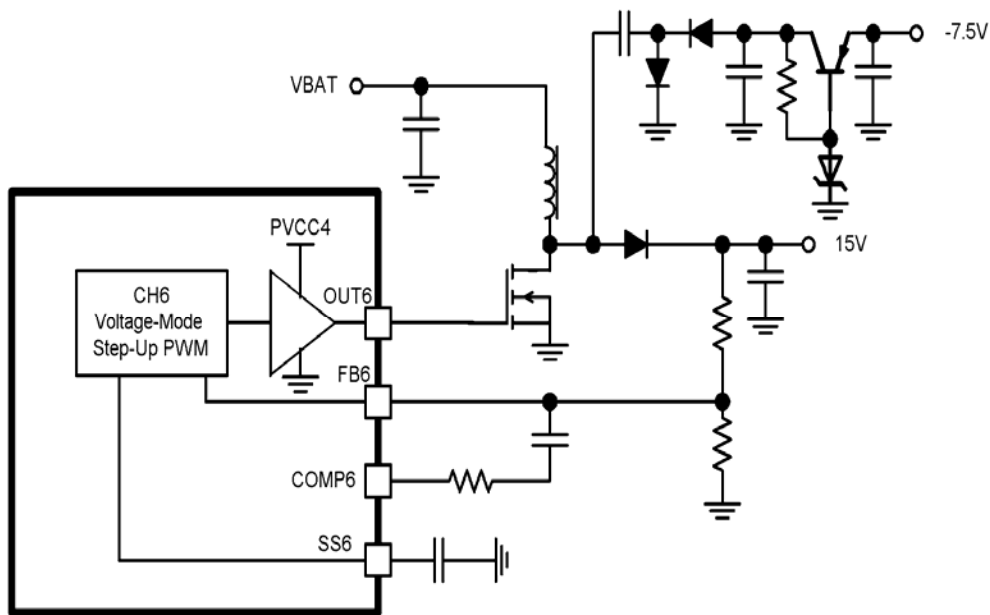 -7.5V
VBAT
PVCC4
15V
CH6
Voltage-Mode
Step-Up PWM
OUT6
FB6
COMP6
SS6